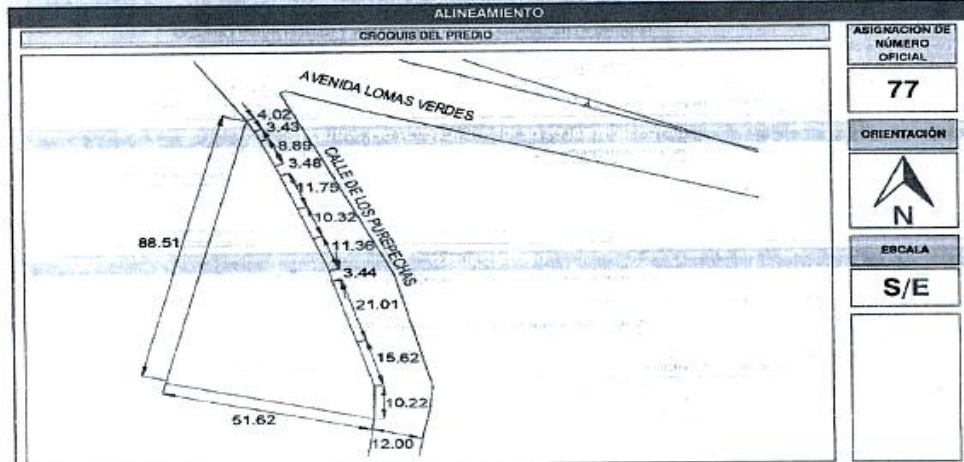 ALINEAMIENTO
CROQUIS DEL PREDIO
AVENIDA LOMAS VERDES
CALLE DE LOS PUREPECHAS
4.02
3.43
8.89
3.48
11.75
10.32
11.36
3.44
21.01
15.62
10.22
12.00
88.51
51.62
ASIGNACION DE
NÚMERO
OFICIAL
77
ORIENTACIÓN
N
ESCALA
S/E